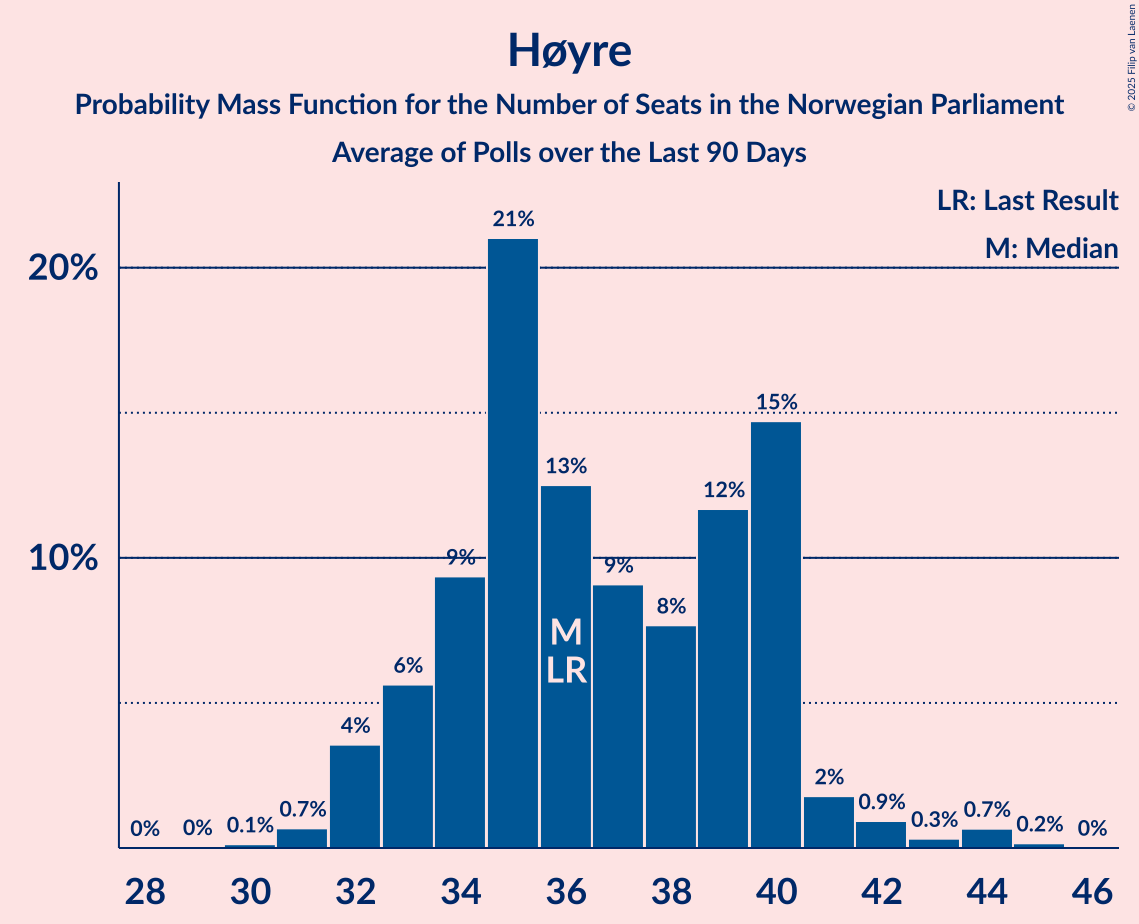 Høyre
Probability Mass Function for the Number of Seats in the Norwegian Parliament
Average of Polls over the Last 90 Days
© 2025 Filip van Laenen
LR: Last Result
M: Median
20%
10%
0%
0%
0.1%
0.7%
4%
6%
9%
21%
13%
9%
8%
12%
15%
2%
0.9%
0.3%
0.7%
0.2%
0%
M
LR
28 30 32 34 36 38 40 42 44 46